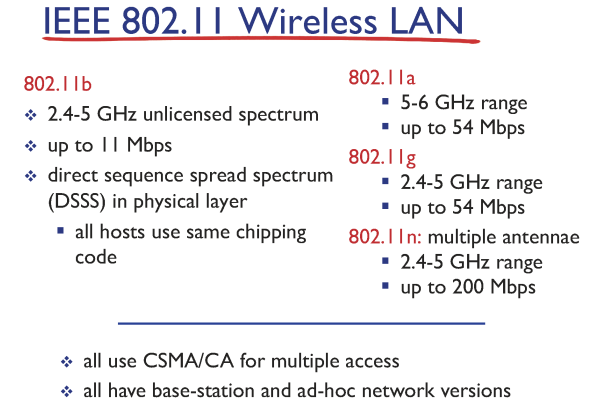 IEEE 802.11 Wireless LAN
802.11b
2.4-5 GHz unlicensed spectrum
up to 11 Mbps
direct sequence spread spectrum
(DSSS) in physical layer
all hosts use same chipping
code
802.11a
5-6 GHz range
up to 54 Mbps
802.11g
2.4-5 GHz range
up to 54 Mbps
802.11n: multiple antennae
2.4-5 GHz range
up to 200 Mbps
all use CSMA/CA for multiple access
all have base-station and ad-hoc network versions